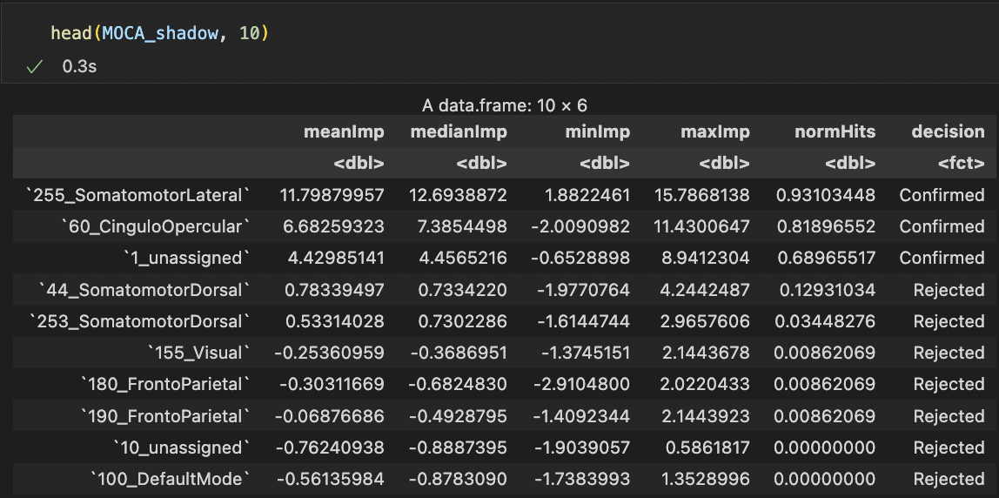 head(MOCA_shadow, 10)
✓ 0.3s
A data.frame: 10 × 6
meanImp medianImp minImp maxImp normHits decision
<dbl> <dbl> <dbl> <dbl> <dbl> <fct>
`255_SomatomotorLateral` 11.79879957 12.6938872 1.8822461 15.7868138 0.93103448 Confirmed
`60_CinguloOpercular` 6.68259323 7.3854498 -2.0090982 11.4300647 0.81896552 Confirmed
`1_unassigned` 4.42985141 4.4565216 -0.6528898 8.9412304 0.68965517 Confirmed
`44_SomatomotorDorsal` 0.78339497 0.7334220 -1.9770764 4.2442487 0.12931034 Rejected
`253_SomatomotorDorsal` 0.53314028 0.7302286 -1.6144744 2.9657606 0.03448276 Rejected
`155_Visual` -0.25360959 -0.3686951 -1.3745151 2.1443678 0.00862069 Rejected
`180_FrontoParietal` -0.30311669 -0.6824830 -2.9104800 2.0220433 0.00862069 Rejected
`190_FrontoParietal` -0.06876686 -0.4928795 -1.4092344 2.1443923 0.00862069 Rejected
`10_unassigned` -0.76240938 -0.8887395 -1.9039057 0.5861817 0.00000000 Rejected
`100_DefaultMode` -0.56135984 -0.8783090 -1.7383993 1.3528996 0.00000000 Rejected